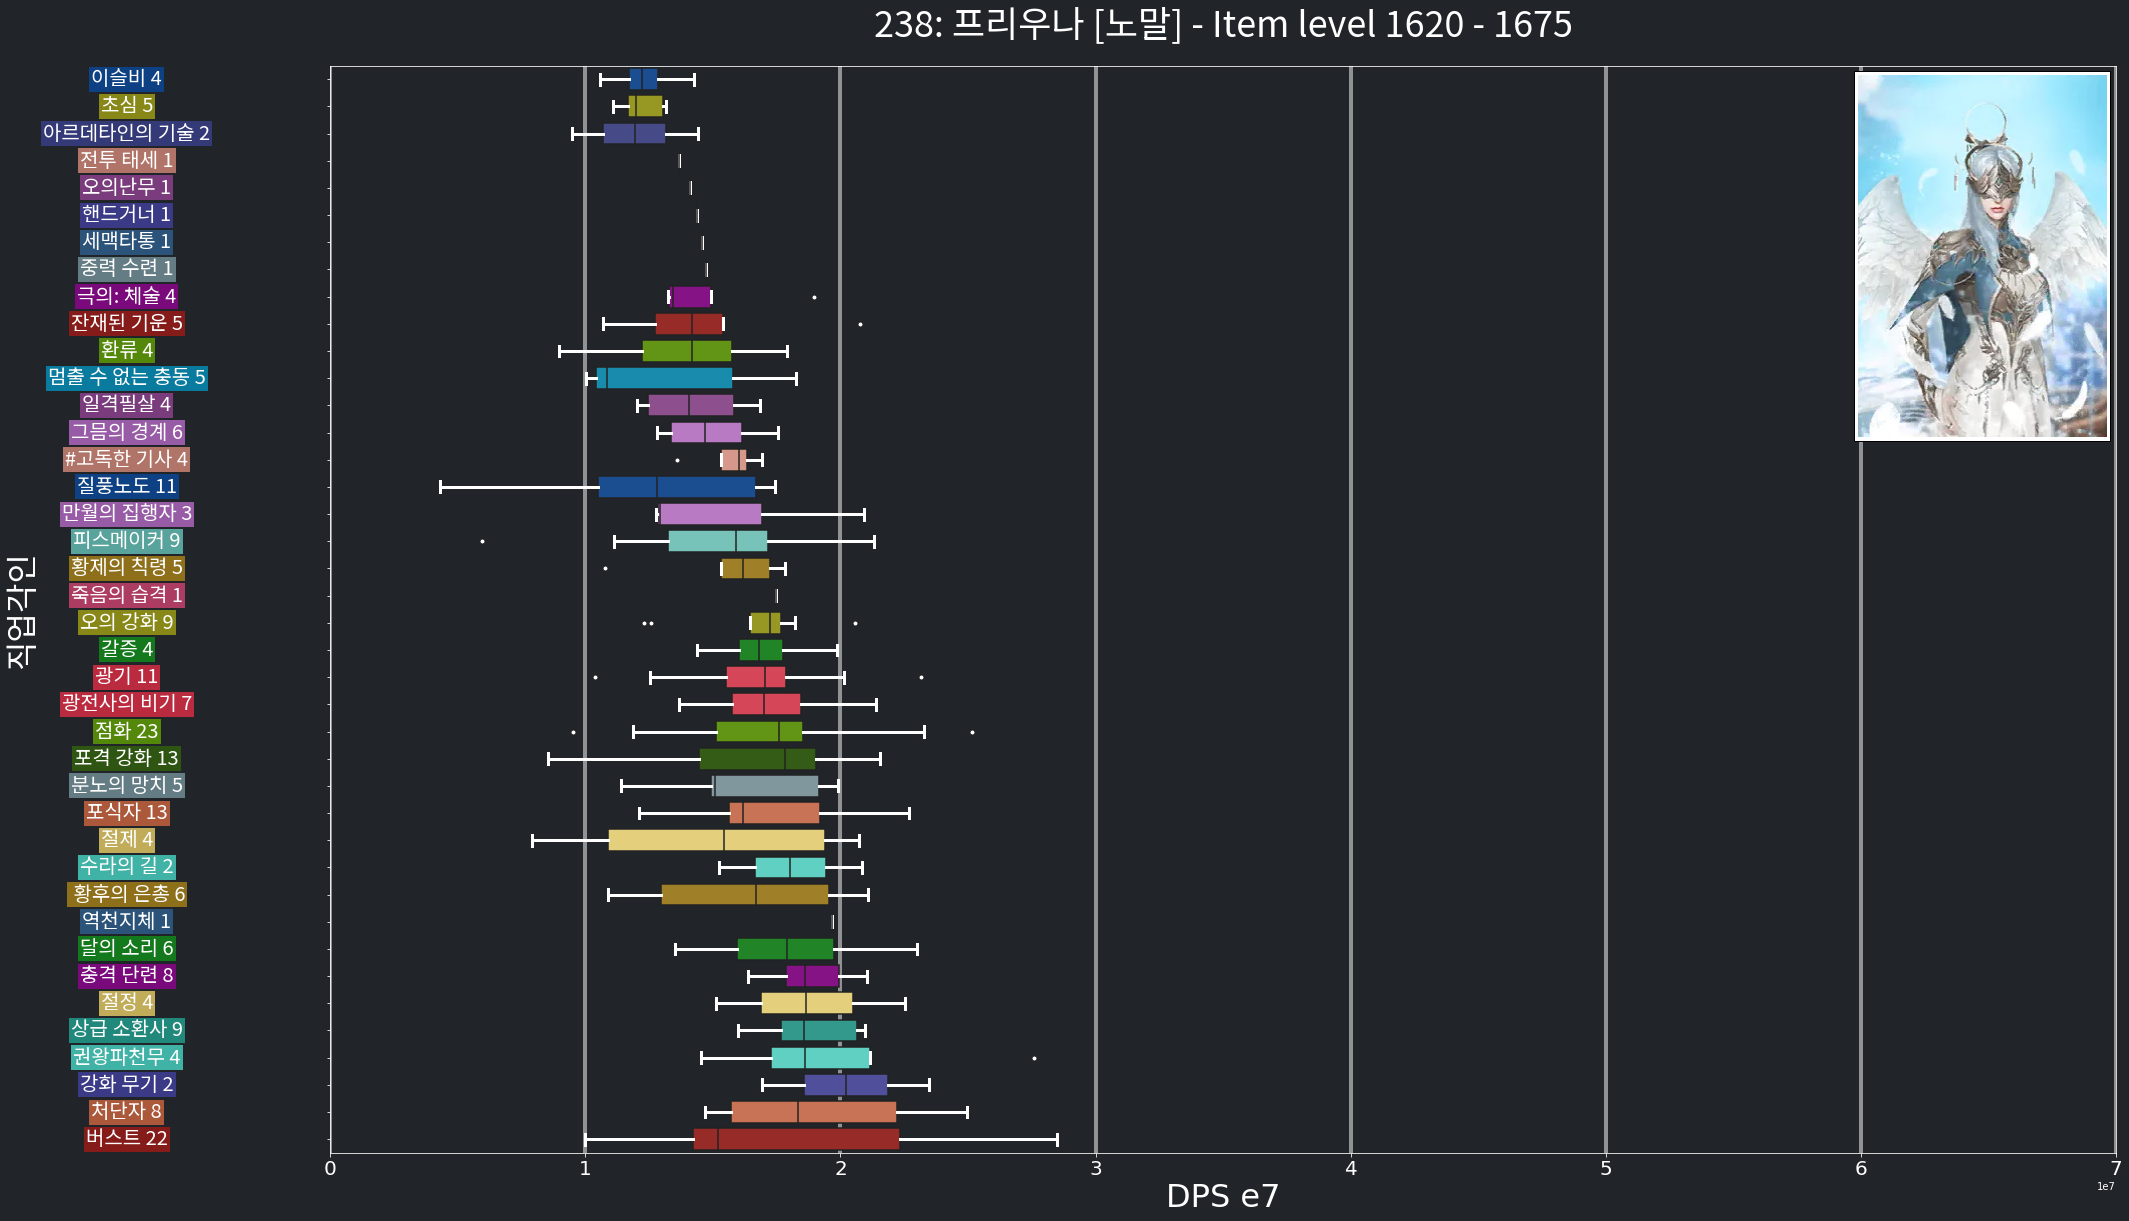 238: 프리우나 [노말] - Item level 1620 - 1675
이슬비 4
초심 5
아르데타인의 기술 2
전투 태세 1
오의난무 1
핸드거너 1
세맥타통 1
중력 수련 1
극의: 체술 4
잔재된 기운 5
환류 4
멈출 수 없는 충동 5
일격필살 4
그믐의 경계 6
#고독한 기사 4
질풍노도 11
만월의 집행자 3
피스메이커 9
황제의 칙령 5
죽음의 습격 1
오의 강화 9
갈증 4
광기 11
광전사의 비기 7
점화 23
포격 강화 13
분노의 망치 5
포식자 13
절제 4
수라의 길 2
황후의 은총 6
역천지체 1
달의 소리 6
충격 단련 8
절정 4
상급 소환사 9
권왕파천무 4
강화 무기 2
처단자 8
버스트 22
직업각인
0 1 2 3 4 5 6 7
1e7
DPS e7